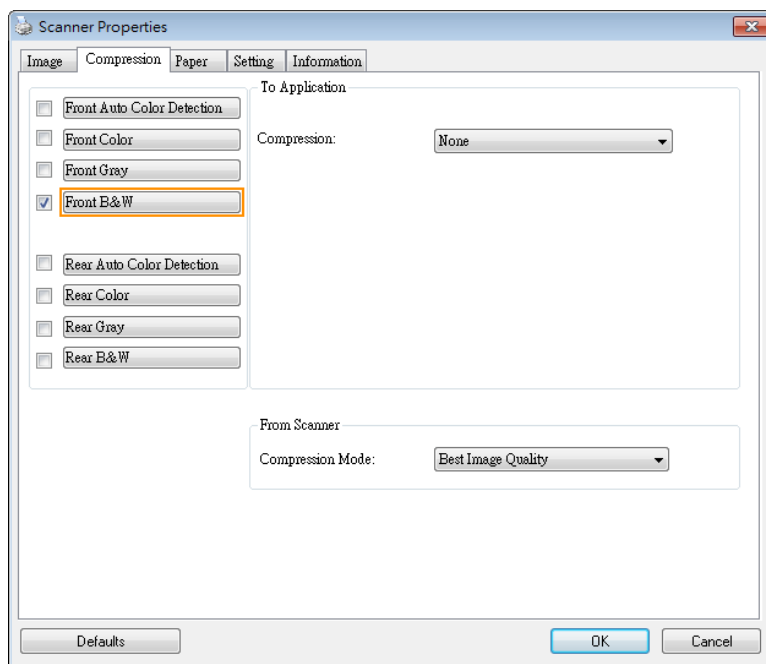 Scanner Properties
Image Compression Paper Setting Information
Front Auto Color Detection
Front Color
Front Gray
Front B&W
Rear Auto Color Detection
Rear Color
Rear Gray
Rear B&W
To Application
Compression: None
From Scanner
Compression Mode: Best Image Quality
Defaults OK Cancel